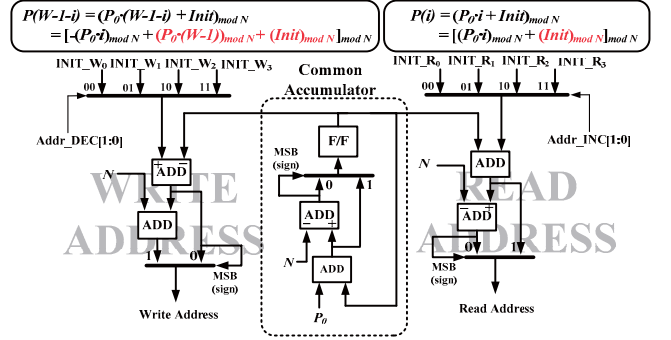 P(W-1-i) = (P₀·(W-1-i) + Init)mod N
= [-(P₀·i)mod N + (P₀·(W-1))mod N + (Init)mod N]mod N
P(i) = (P₀·i + Init)mod N
= [(P₀·i)mod N + (Init)mod N]mod N
INIT_W₀ INIT_W₁ INIT_W₂ INIT_W₃
00 01 10 11
Addr_DEC[1:0]
Common
Accumulator
INIT_R₀ INIT_R₁ INIT_R₂ INIT_R₃
00 01 10 11
Addr_INC[1:0]
WRITE
ADDRESS
N
+ −
ADD
ADD
1 0
MSB
(sign)
Write Address
F/F
MSB
(sign)
0 1
ADD
− +
N
ADD
P₀
READ
ADDRESS
ADD
N
− +
ADD
MSB
(sign)
0 1
Read Address